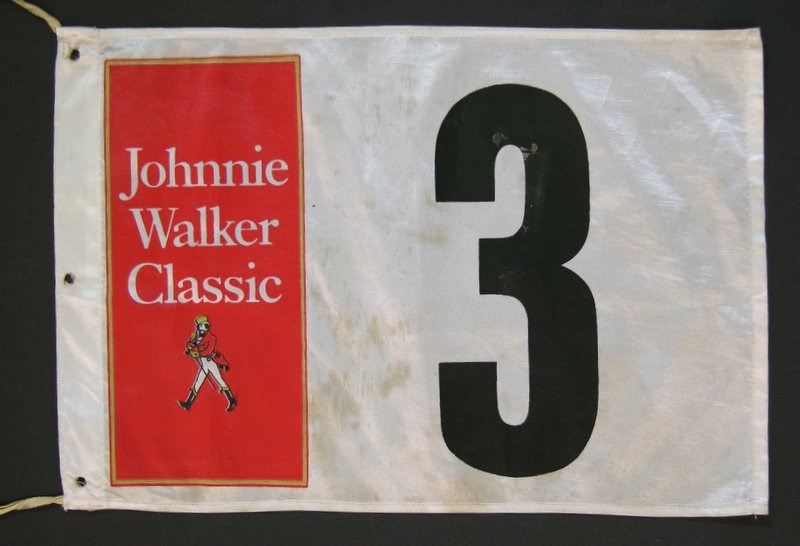 Johnnie
Walker
Classic
3